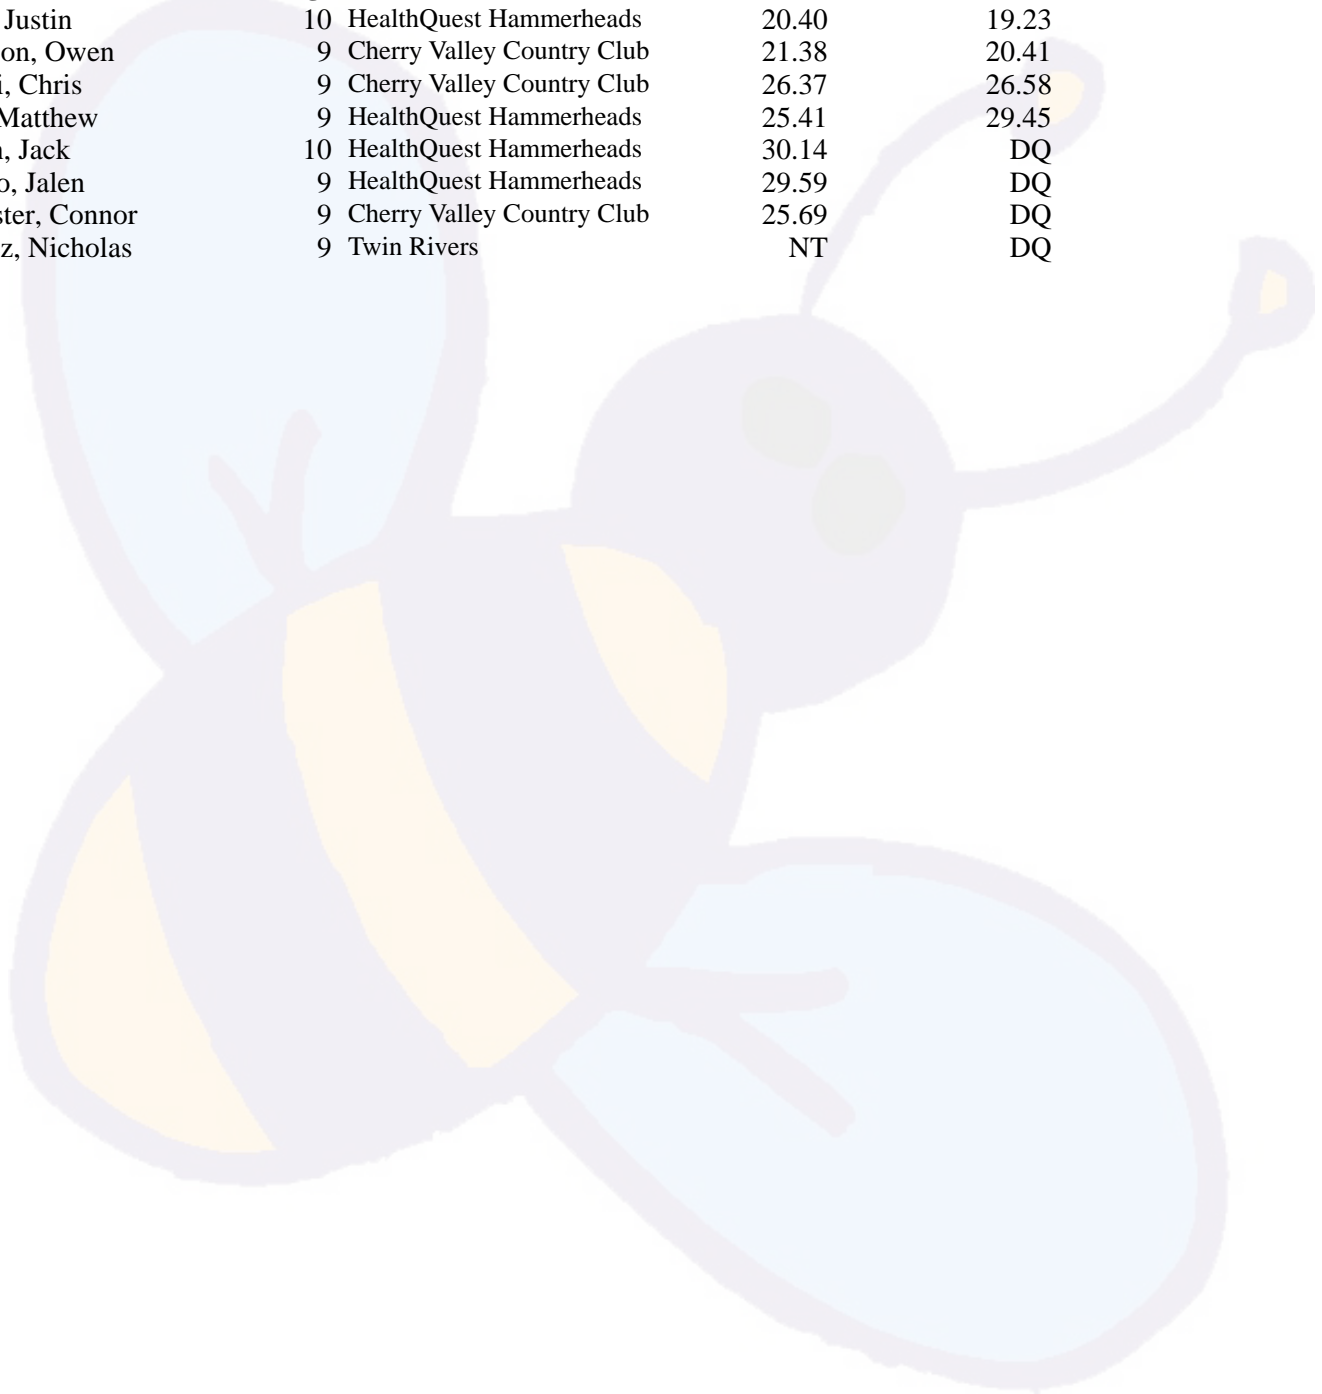 Justin 10 HealthQuest Hammerheads 20.40 19.23
on, Owen 9 Cherry Valley Country Club 21.38 20.41
i, Chris 9 Cherry Valley Country Club 26.37 26.58
Matthew 9 HealthQuest Hammerheads 25.41 29.45
, Jack 10 HealthQuest Hammerheads 30.14 DQ
o, Jalen 9 HealthQuest Hammerheads 29.59 DQ
ster, Connor 9 Cherry Valley Country Club 25.69 DQ
z, Nicholas 9 Twin Rivers NT DQ